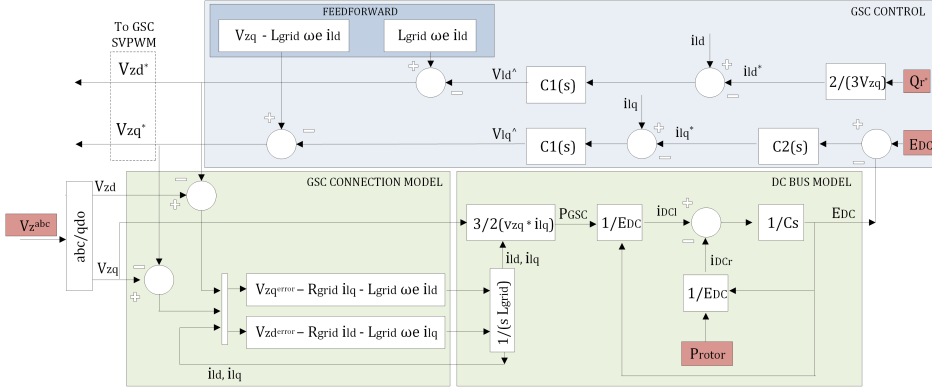 FEEDFORWARD
GSC CONTROL
To GSC
SVPWM
Vzq - Lgrid ωe ild
Lgrid ωe ild
ild
Vzd*
Vld^
C1(s)
ild*
2/(3Vzq)
Qr*
ilq
Vzq*
Vlq^
C1(s)
ilq*
C2(s)
EDC
GSC CONNECTION MODEL
DC BUS MODEL
Vzabc
abc/qdo
Vzd
Vzq
3/2(vzq * ilq)
PGSC
1/EDC
iDCl
1/Cs
EDC
ild, ilq
iDCr
Vzqerror – Rgrid ilq - Lgrid ωe ild
1/(s Lgrid)
1/EDC
Vzderror – Rgrid ild - Lgrid ωe ilq
Protor
ild, ilq